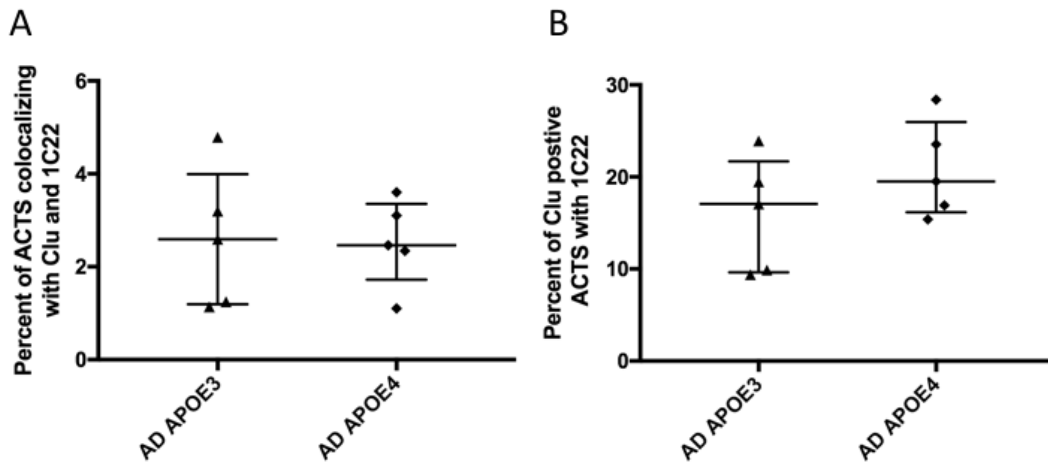 A
Percent of ACTS colocalizing
with Clu and 1C22
6
4
2
0
AD APOE3
AD APOE4
B
Percent of Clu postive
ACTS with 1C22
30
20
10
0
AD APOE3
AD APOE4